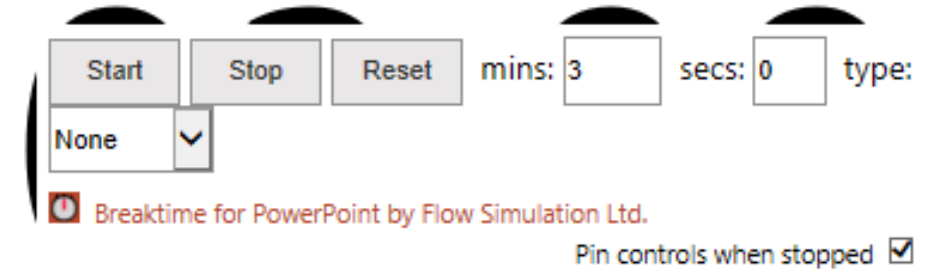 Start Stop Reset mins: 3 secs: 0 type:
None
Breaktime for PowerPoint by Flow Simulation Ltd.
Pin controls when stopped